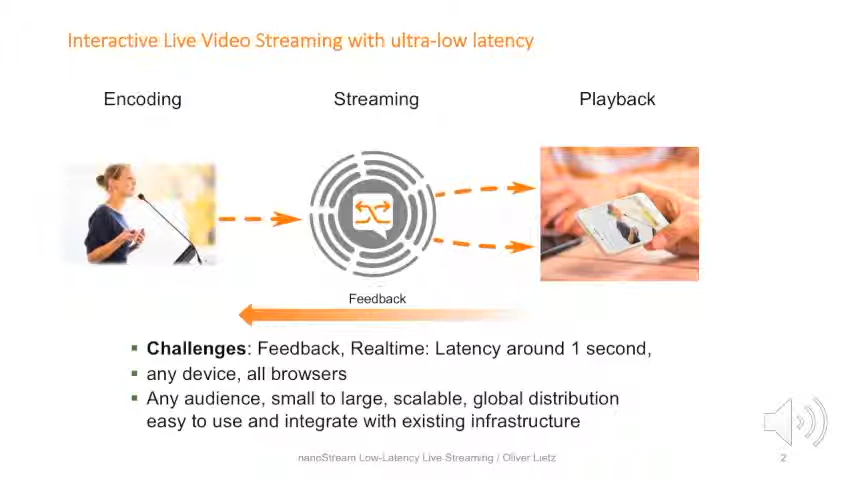 Interactive Live Video Streaming with ultra-low latency
Encoding
Streaming
Playback
Feedback
▪ Challenges: Feedback, Realtime: Latency around 1 second,
▪ any device, all browsers
▪ Any audience, small to large, scalable, global distribution
easy to use and integrate with existing infrastructure
nanoStream Low-Latency Live Streaming / Oliver Lietz
2